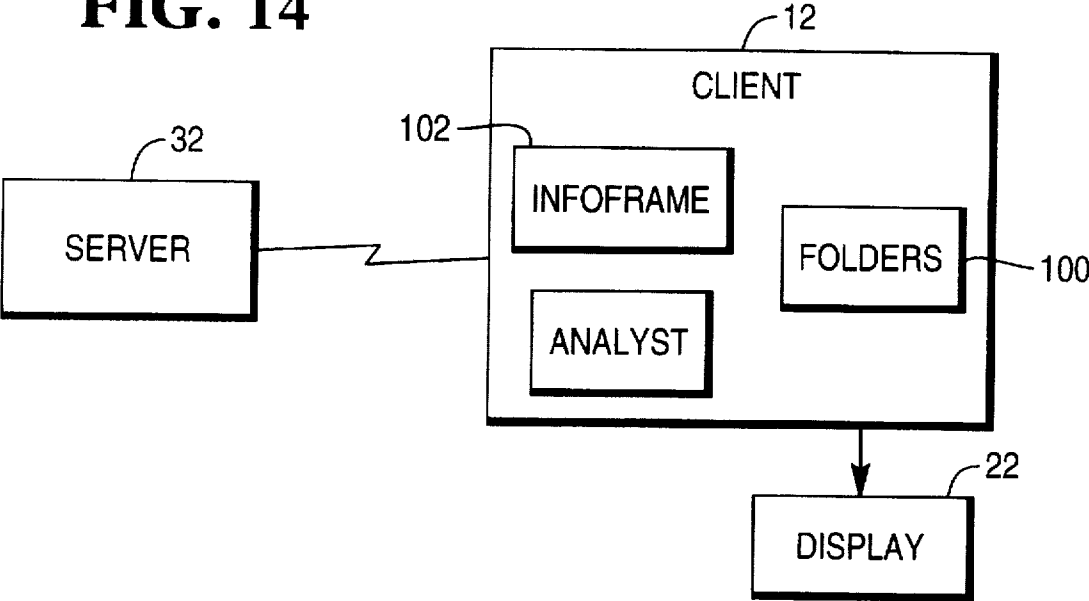 FIG. 14
12
CLIENT
102
32
INFOFRAME
SERVER
FOLDERS
100
ANALYST
22
DISPLAY